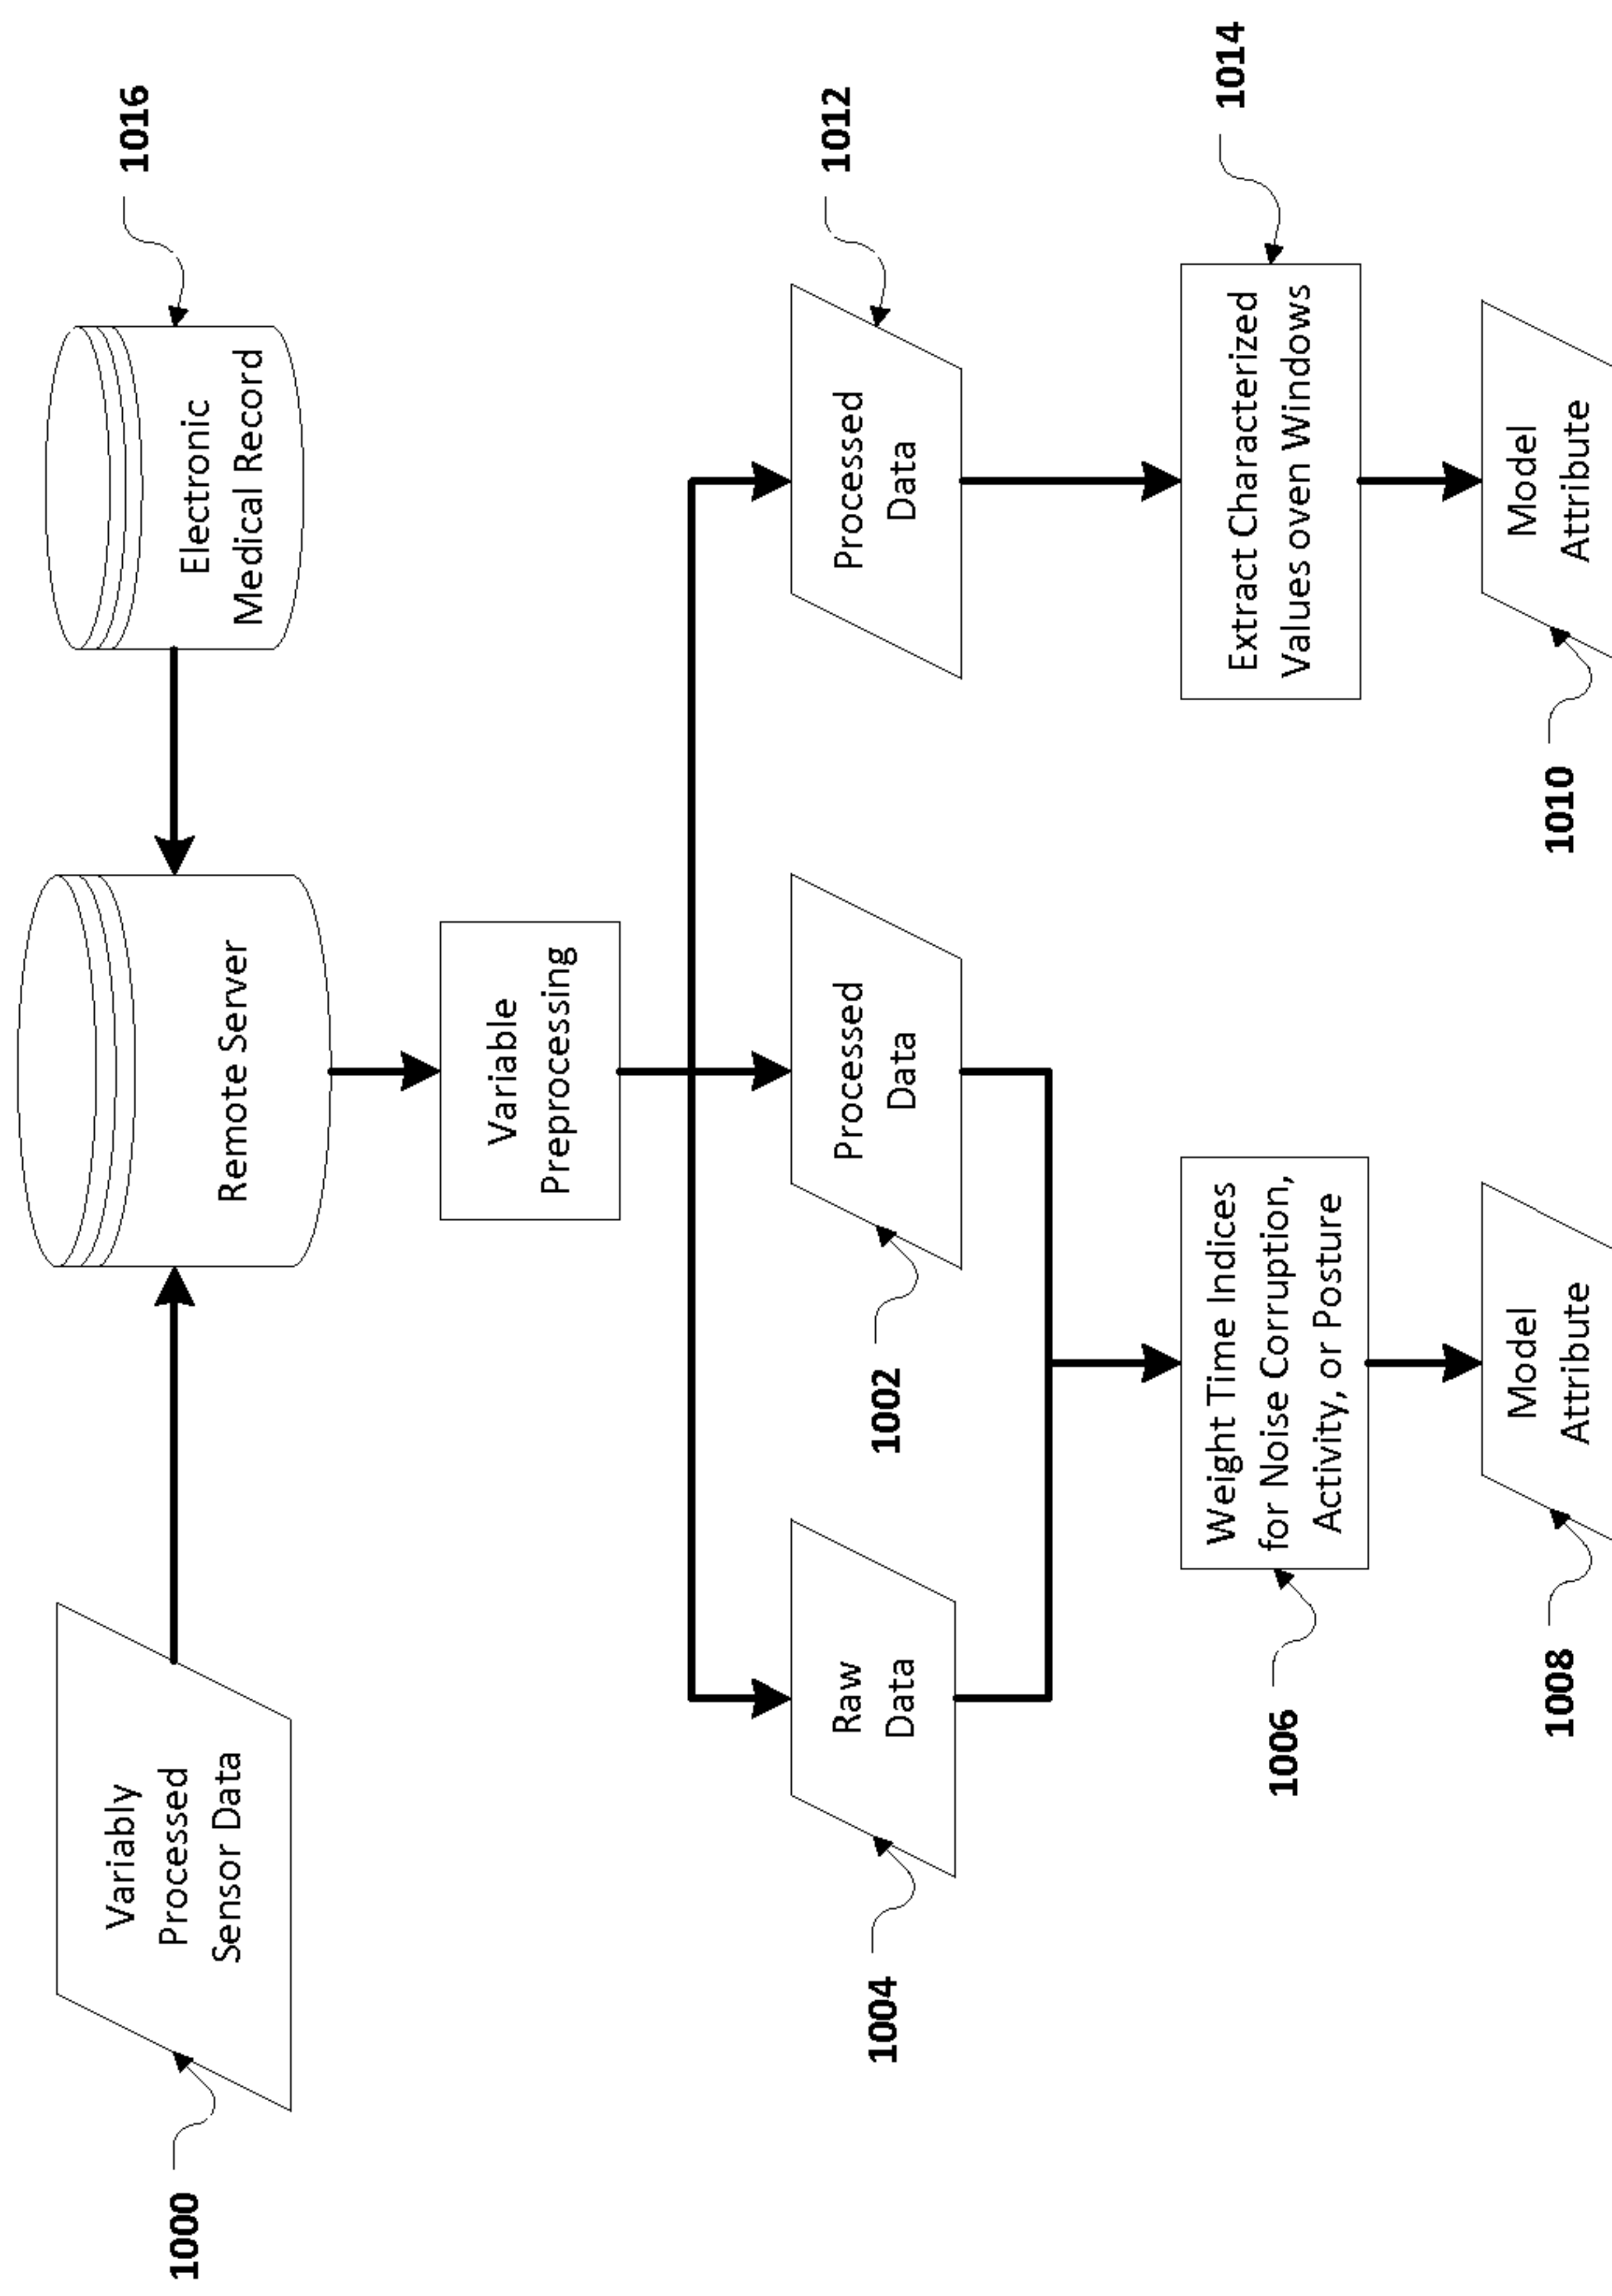 1000
Variably
Processed
Sensor Data
Remote Server
Electronic
Medical Record
1016
Variable
Preprocessing
1004
Raw
Data
1002
Processed
Data
Processed
Data
1012
1006
Weight Time Indices
for Noise Corruption,
Activity, or Posture
Extract Characterized
Values oven Windows
1014
1008
Model
Attribute
1010
Model
Attribute